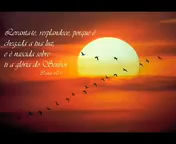 Levanta-te, resplandece, porque é
chegada a tua luz,
e é nascida sobre
ti a glória do Senhor